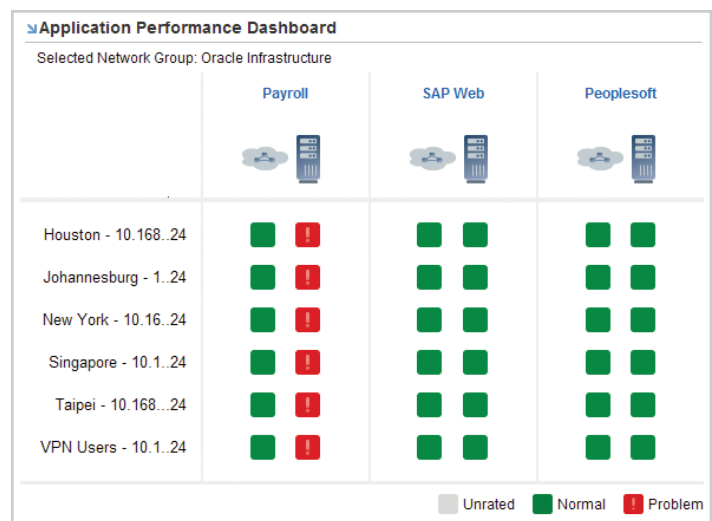 Application Performance Dashboard
Selected Network Group: Oracle Infrastructure
Payroll SAP Web Peoplesoft
Houston - 10.168..24
Johannesburg - 1..24
New York - 10.16..24
Singapore - 10.1..24
Taipei - 10.168...24
VPN Users - 10.1..24
Unrated Normal Problem